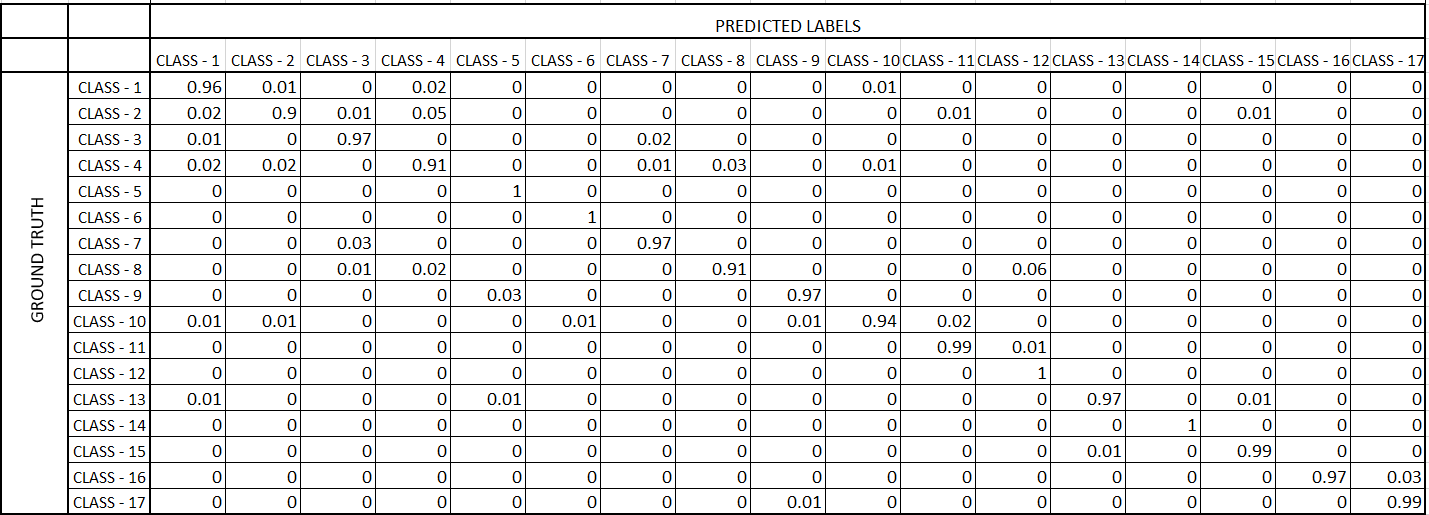 PREDICTED LABELS
CLASS - 1 CLASS - 2 CLASS - 3 CLASS - 4 CLASS - 5 CLASS - 6 CLASS - 7 CLASS - 8 CLASS - 9 CLASS - 10 CLASS - 11 CLASS - 12 CLASS - 13 CLASS - 14 CLASS - 15 CLASS - 16 CLASS - 17
GROUND TRUTH
CLASS - 1 0.96 0.01 0 0.02 0 0 0 0 0 0.01 0 0 0 0 0 0 0
CLASS - 2 0.02 0.9 0.01 0.05 0 0 0 0 0 0 0.01 0 0 0 0.01 0 0
CLASS - 3 0.01 0 0.97 0 0 0 0.02 0 0 0 0 0 0 0 0 0 0
CLASS - 4 0.02 0.02 0 0.91 0 0 0.01 0.03 0 0.01 0 0 0 0 0 0 0
CLASS - 5 0 0 0 0 1 0 0 0 0 0 0 0 0 0 0 0 0
CLASS - 6 0 0 0 0 0 1 0 0 0 0 0 0 0 0 0 0 0
CLASS - 7 0 0 0.03 0 0 0 0.97 0 0 0 0 0 0 0 0 0 0
CLASS - 8 0 0 0.01 0.02 0 0 0 0.91 0 0 0 0.06 0 0 0 0 0
CLASS - 9 0 0 0 0 0.03 0 0 0 0.97 0 0 0 0 0 0 0 0
CLASS - 10 0.01 0.01 0 0 0 0.01 0 0 0.01 0.94 0.02 0 0 0 0 0 0
CLASS - 11 0 0 0 0 0 0 0 0 0 0 0.99 0.01 0 0 0 0 0
CLASS - 12 0 0 0 0 0 0 0 0 0 0 0 1 0 0 0 0 0
CLASS - 13 0.01 0 0 0 0.01 0 0 0 0 0 0 0 0.97 0 0.01 0 0
CLASS - 14 0 0 0 0 0 0 0 0 0 0 0 0 0 1 0 0 0
CLASS - 15 0 0 0 0 0 0 0 0 0 0 0 0 0.01 0 0.99 0 0
CLASS - 16 0 0 0 0 0 0 0 0 0 0 0 0 0 0 0 0.97 0.03
CLASS - 17 0 0 0 0 0 0 0 0 0.01 0 0 0 0 0 0 0 0.99